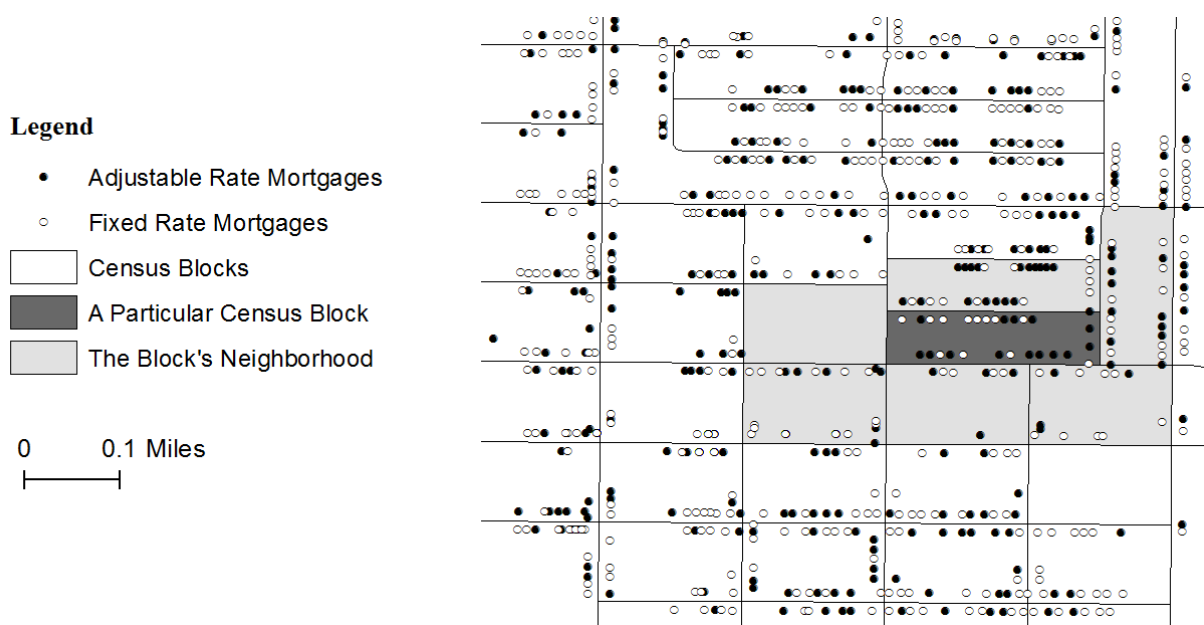 Legend
Adjustable Rate Mortgages
Fixed Rate Mortgages
Census Blocks
A Particular Census Block
The Block's Neighborhood
0 0.1 Miles